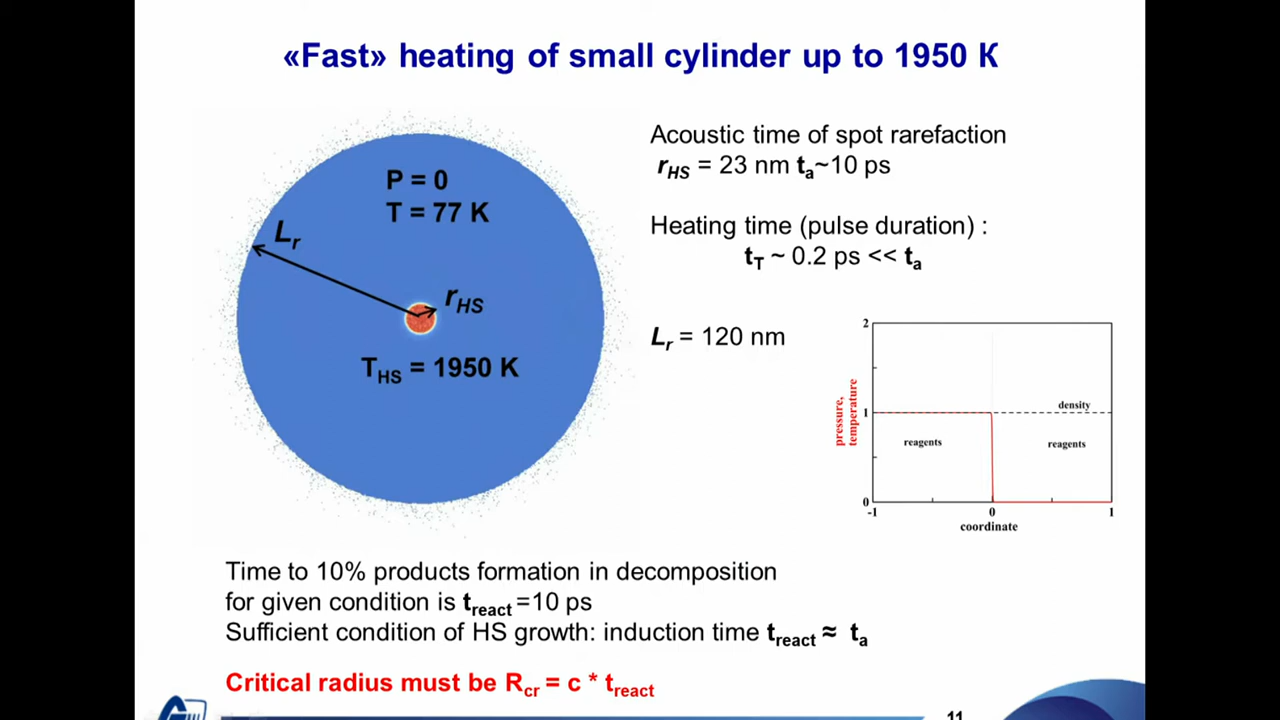 «Fast» heating of small cylinder up to 1950 К
P = 0
T = 77 K
Lr
rHS
THS = 1950 K
Acoustic time of spot rarefaction
rHS = 23 nm ta~10 ps
Heating time (pulse duration) :
tT ~ 0.2 ps << ta
Lr = 120 nm
2
1
0
pressure,
temperature
density
reagents
reagents
-1
0
1
coordinate
Time to 10% products formation in decomposition
for given condition is treact =10 ps
Sufficient condition of HS growth: induction time treact ≈ ta
Critical radius must be Rcr = c * treact
11